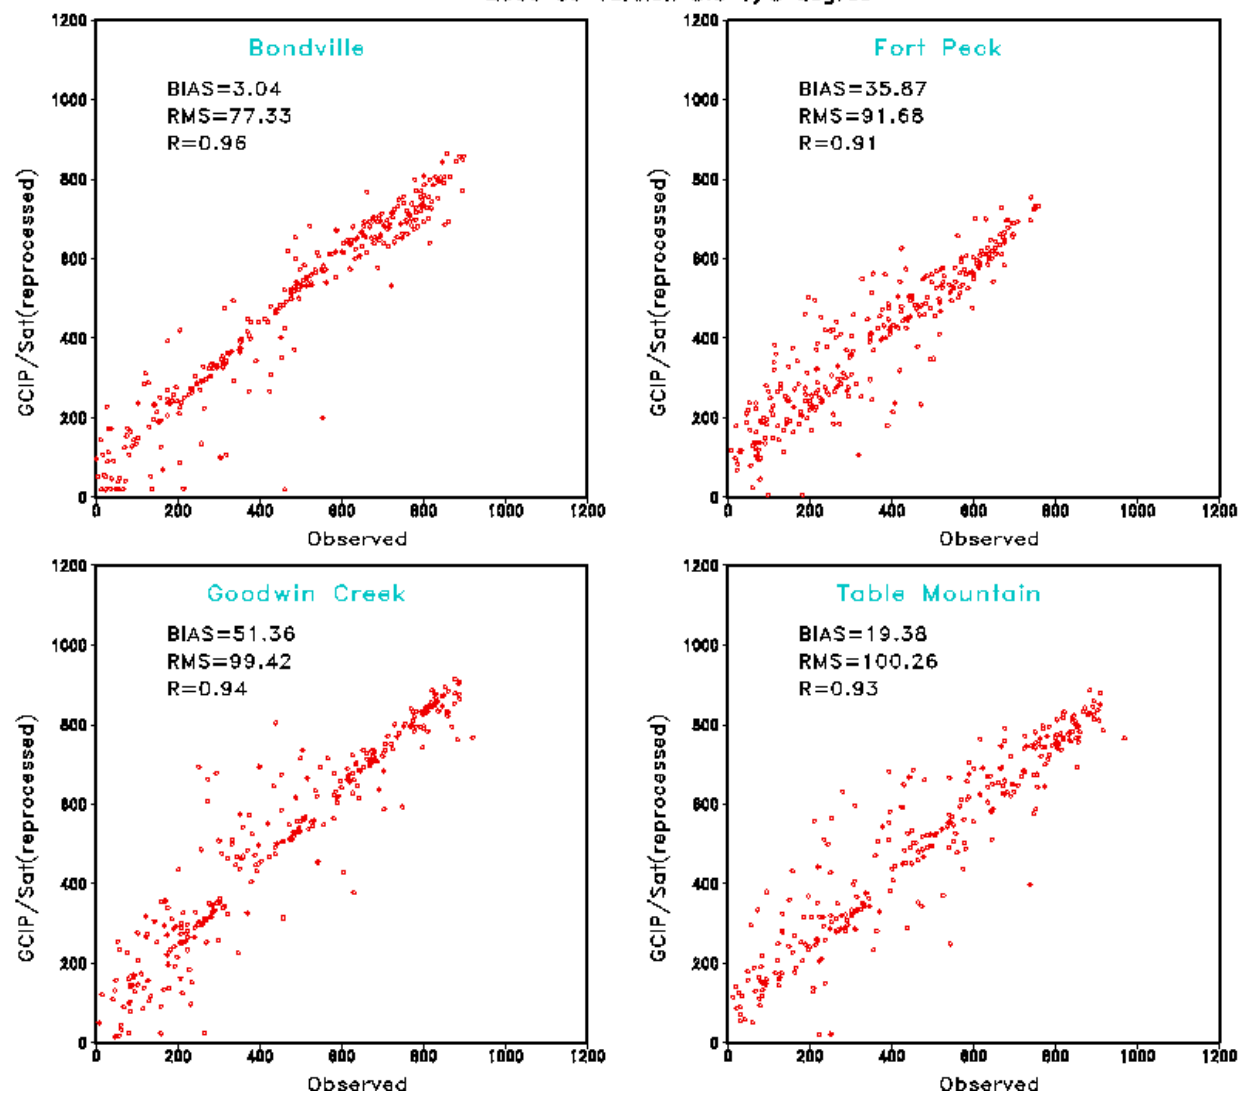 Bondville
BIAS=3.04
RMS=77.33
R=0.96
1200
1000
800
600
400
200
0
GCIP/Sat(reprocessed)
0 200 400 600 800 1000 1200
Observed
Fort Peck
BIAS=35.87
RMS=91.68
R=0.91
1200
1000
800
600
400
200
0
GCIP/Sat(reprocessed)
0 200 400 600 800 1000 1200
Observed
Goodwin Creek
BIAS=51.36
RMS=99.42
R=0.94
1200
1000
800
600
400
200
0
GCIP/Sat(reprocessed)
0 200 400 600 800 1000 1200
Observed
Table Mountain
BIAS=19.38
RMS=100.26
R=0.93
1200
1000
800
600
400
200
0
GCIP/Sat(reprocessed)
0 200 400 600 800 1000 1200
Observed